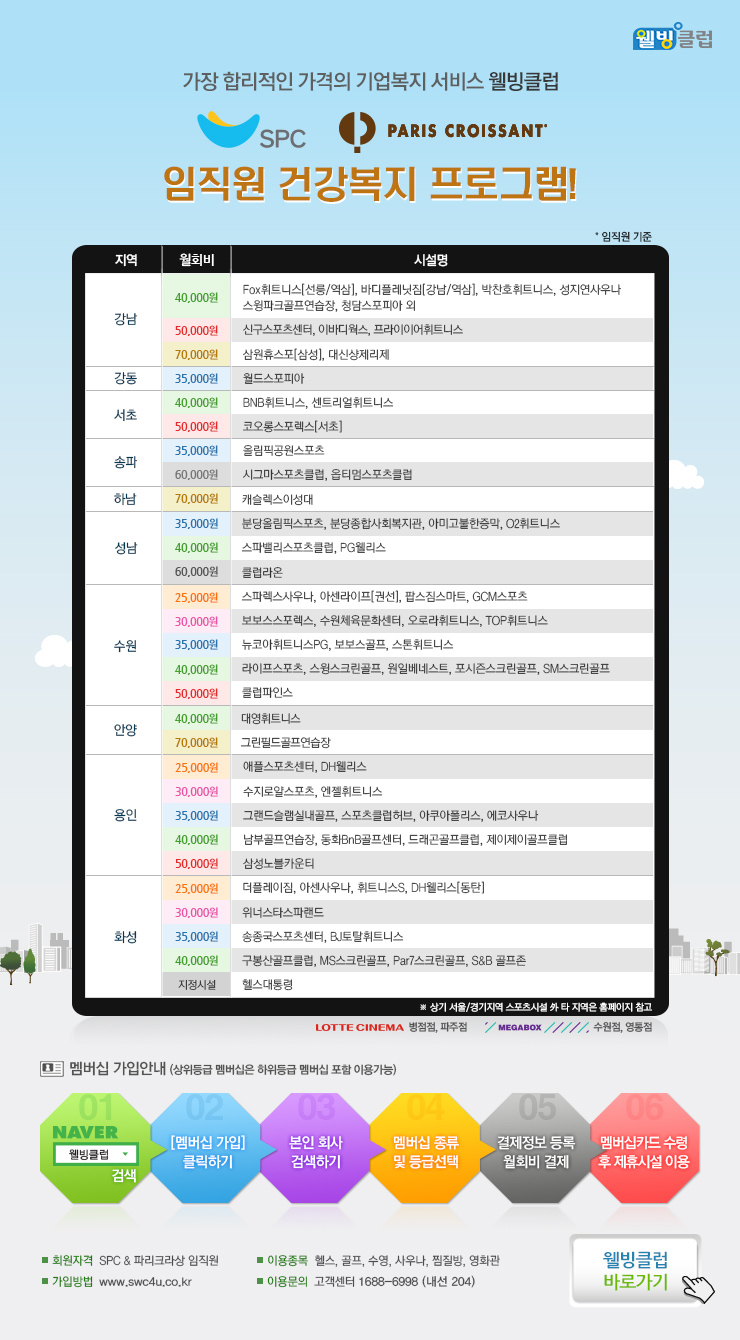 웰빙클럽
가장 합리적인 가격의 기업복지 서비스 웰빙클럽
SPC PARIS CROISSANT
임직원 건강복지 프로그램!
* 임직원 기준
지역 월회비 시설명
강남
40,000원 Fox휘트니스[선릉/역삼], 바디플레닛짐[강남/역삼], 박찬호휘트니스, 성지연사우나
스윙파크골프연습장, 청담스포피아 외
50,000원 신구스포츠센터, 이바디웍스, 프라이이어휘트니스
70,000원 삼원휴스포[삼성], 대신샹제리제
강동 35,000원 월드스포피아
서초
40,000원 BNB휘트니스, 센트리얼휘트니스
50,000원 코오롱스포렉스[서초]
송파
35,000원 올림픽공원스포츠
60,000원 시그마스포츠클럽, 옵티멈스포츠클럽
하남 70,000원 캐슬렉스이성대
성남
35,000원 분당올림픽스포츠, 분당종합사회복지관, 아미고불한증막, O2휘트니스
40,000원 스파밸리스포츠클럽, PG웰리스
60,000원 클럽라온
수원
25,000원 스파렉스사우나, 아센라이프[권선], 팝스짐스마트, GCM스포츠
30,000원 보보스스포렉스, 수원체육문화센터, 오로라휘트니스, TOP휘트니스
35,000원 뉴코아휘트니스PG, 보보스골프, 스톤휘트니스
40,000원 라이프스포츠, 스윙스크린골프, 원일베네스트, 포시즌스크린골프, SM스크린골프
50,000원 클럽파인스
안양
40,000원 대영휘트니스
70,000원 그린필드골프연습장
용인
25,000원 애플스포츠센터, DH웰리스
30,000원 수지로얄스포츠, 엔젤휘트니스
35,000원 그랜드슬램실내골프, 스포츠클럽허브, 아쿠아폴리스, 에코사우나
40,000원 남부골프연습장, 동화BnB골프센터, 드래곤골프클럽, 제이제이골프클럽
50,000원 삼성노블카운티
화성
25,000원 더플레이짐, 아센사우나, 휘트니스S, DH웰리스[동탄]
30,000원 위너스타스파랜드
35,000원 송종국스포츠센터, BJ토탈휘트니스
40,000원 구봉산골프클럽, MS스크린골프, Par7스크린골프, S&B 골프존
지정시설 헬스대통령
※ 상기 서울/경기지역 스포츠시설 外 타 지역은 홈페이지 참고
LOTTE CINEMA 병점점, 파주점 MEGABOX 수원점, 영통점
멤버십 가입안내 (상위등급 멤버십은 하위등급 멤버십 포함 이용가능)
01 NAVER
웰빙클럽
검색
02
[멤버십 가입]
클릭하기
03
본인 회사
검색하기
04
멤버십 종류
및 등급선택
05
결제정보 등록
월회비 결제
06
멤버십카드 수령
후 제휴시설 이용
회원자격 SPC & 파리크라상 임직원
가입방법 www.swc4u.co.kr
이용종목 헬스, 골프, 수영, 사우나, 찜질방, 영화관
이용문의 고객센터 1688-6998 (내선 204)
웰빙클럽
바로가기